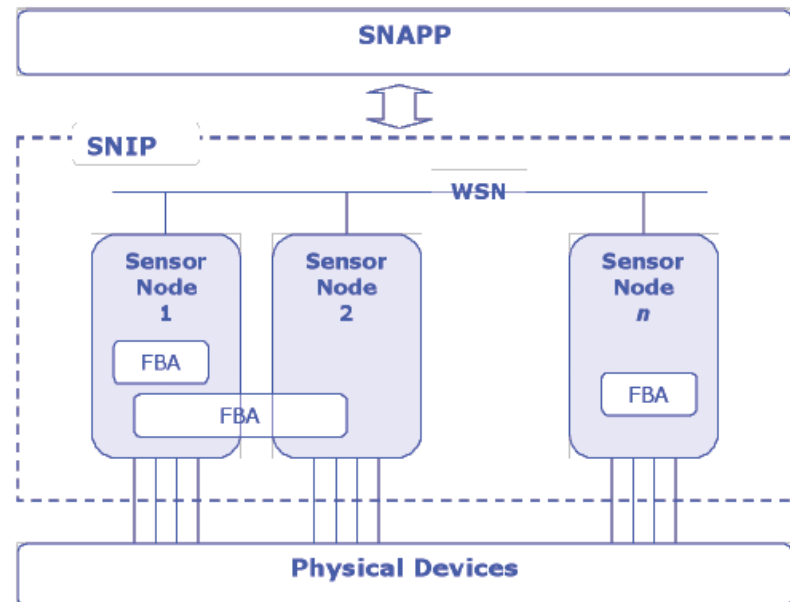 SNAPP
SNIP
WSN
Sensor
Node
1
Sensor
Node
2
Sensor
Node
n
FBA
FBA
FBA
Physical Devices